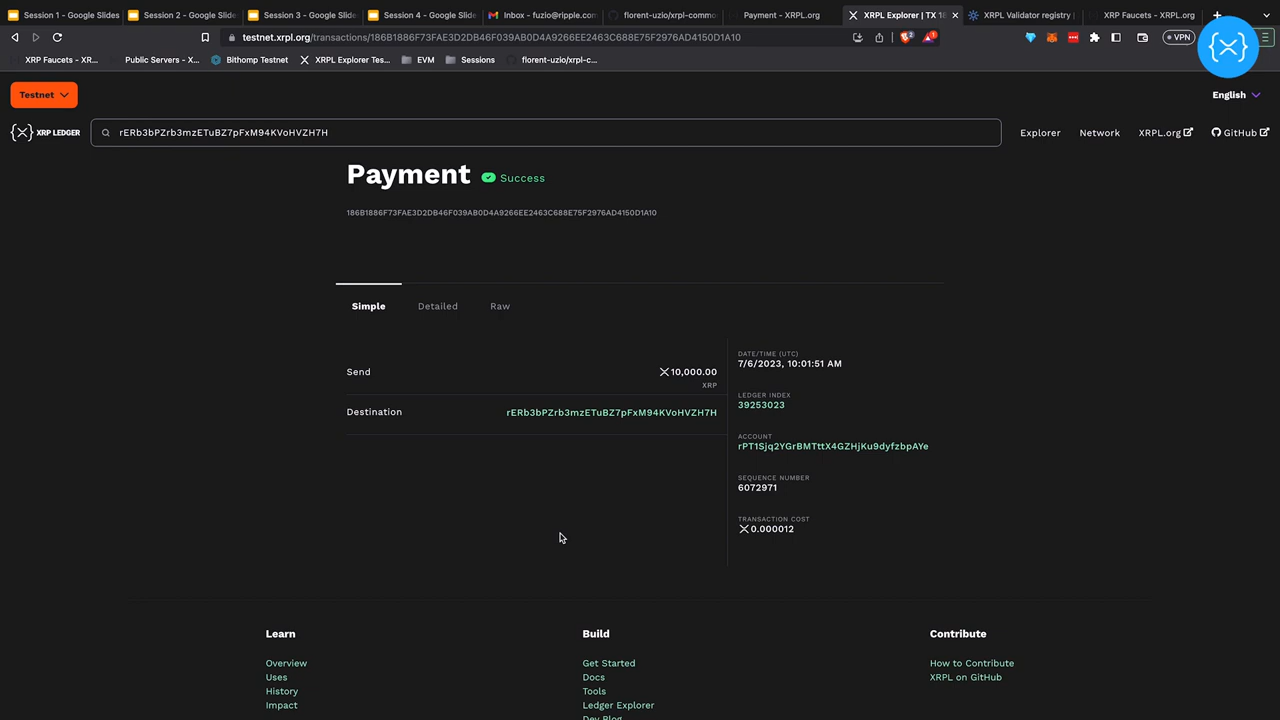 Session 1 - Google Slides
Session 2 - Google Slide
Session 3 - Google Slide
Session 4 - Google Slide
Inbox - fuzio@ripple.com
florent-uzio/xrpl-commo
Payment - XRPL.org
XRPL Explorer | TX 18
XRPL Validator registry |
XRP Faucets - XRPL.org
testnet.xrpl.org/transactions/186B1886F73FAE3D2DB46F039AB0D4A9266EE2463C688E75F2976AD4150D1A10
2
1
VPN
XRP Faucets - XR...
Public Servers - X...
Bithomp Testnet
XRPL Explorer Tes...
EVM
Sessions
florent-uzio/xrpl-c...
Testnet
English
XRP LEDGER
rERb3bPZrb3mzETuBZ7pFxM94KVoHVZH7H
Explorer
Network
XRPL.org
GitHub
Payment
Success
186B1886F73FAE3D2DB46F039AB0D4A9266EE2463C688E75F2976AD4150D1A10
Simple
Detailed
Raw
Send
10,000.00
XRP
Destination
rERb3bPZrb3mzETuBZ7pFxM94KVoHVZH7H
DATE/TIME (UTC)
7/6/2023, 10:01:51 AM
LEDGER INDEX
39253023
ACCOUNT
rPT1Sjq2YGrBMTttX4GZHjKu9dyfzbpAYe
SEQUENCE NUMBER
6072971
TRANSACTION COST
0.000012
Learn
Overview
Uses
History
Impact
Build
Get Started
Docs
Tools
Ledger Explorer
Dev Blog
Contribute
How to Contribute
XRPL on GitHub